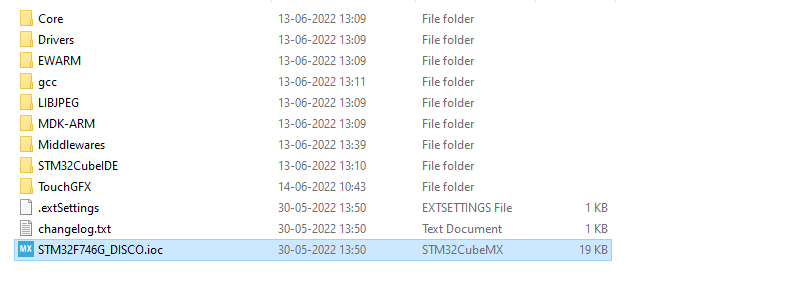 Core 13-06-2022 13:09 File folder
Drivers 13-06-2022 13:09 File folder
EWARM 13-06-2022 13:09 File folder
gcc 13-06-2022 13:11 File folder
LIBJPEG 13-06-2022 13:09 File folder
MDK-ARM 13-06-2022 13:09 File folder
Middlewares 13-06-2022 13:39 File folder
STM32CubeIDE 13-06-2022 13:10 File folder
TouchGFX 14-06-2022 10:43 File folder
.extSettings 30-05-2022 13:50 EXTSETTINGS File 1 KB
changelog.txt 30-05-2022 13:50 Text Document 1 KB
MX STM32F746G_DISCO.ioc 30-05-2022 13:50 STM32CubeMX 19 KB